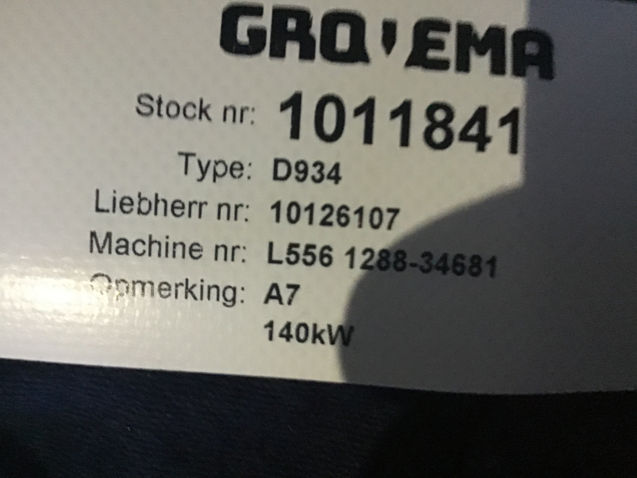 GROVEMA
Stock nr: 1011841
Type: D934
Liebherr nr: 10126107
Machine nr: L556 1288-34681
Opmerking: A7
140kW